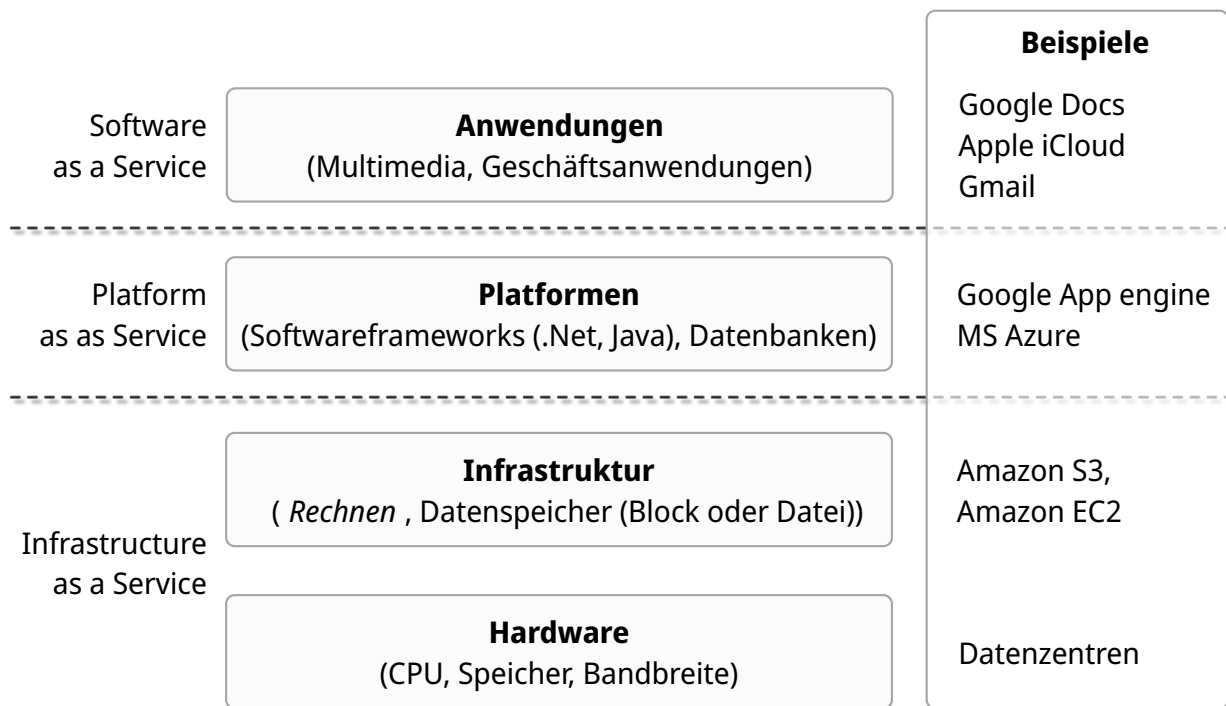 Beispiele
Software
as a Service
Anwendungen
(Multimedia, Geschäftsanwendungen)
Google Docs
Apple iCloud
Gmail
Platform
as as Service
Platformen
(Softwareframeworks (.Net, Java), Datenbanken)
Google App engine
MS Azure
Infrastructure
as a Service
Infrastruktur
( Rechnen , Datenspeicher (Block oder Datei))
Amazon S3,
Amazon EC2
Hardware
(CPU, Speicher, Bandbreite)
Datenzentren